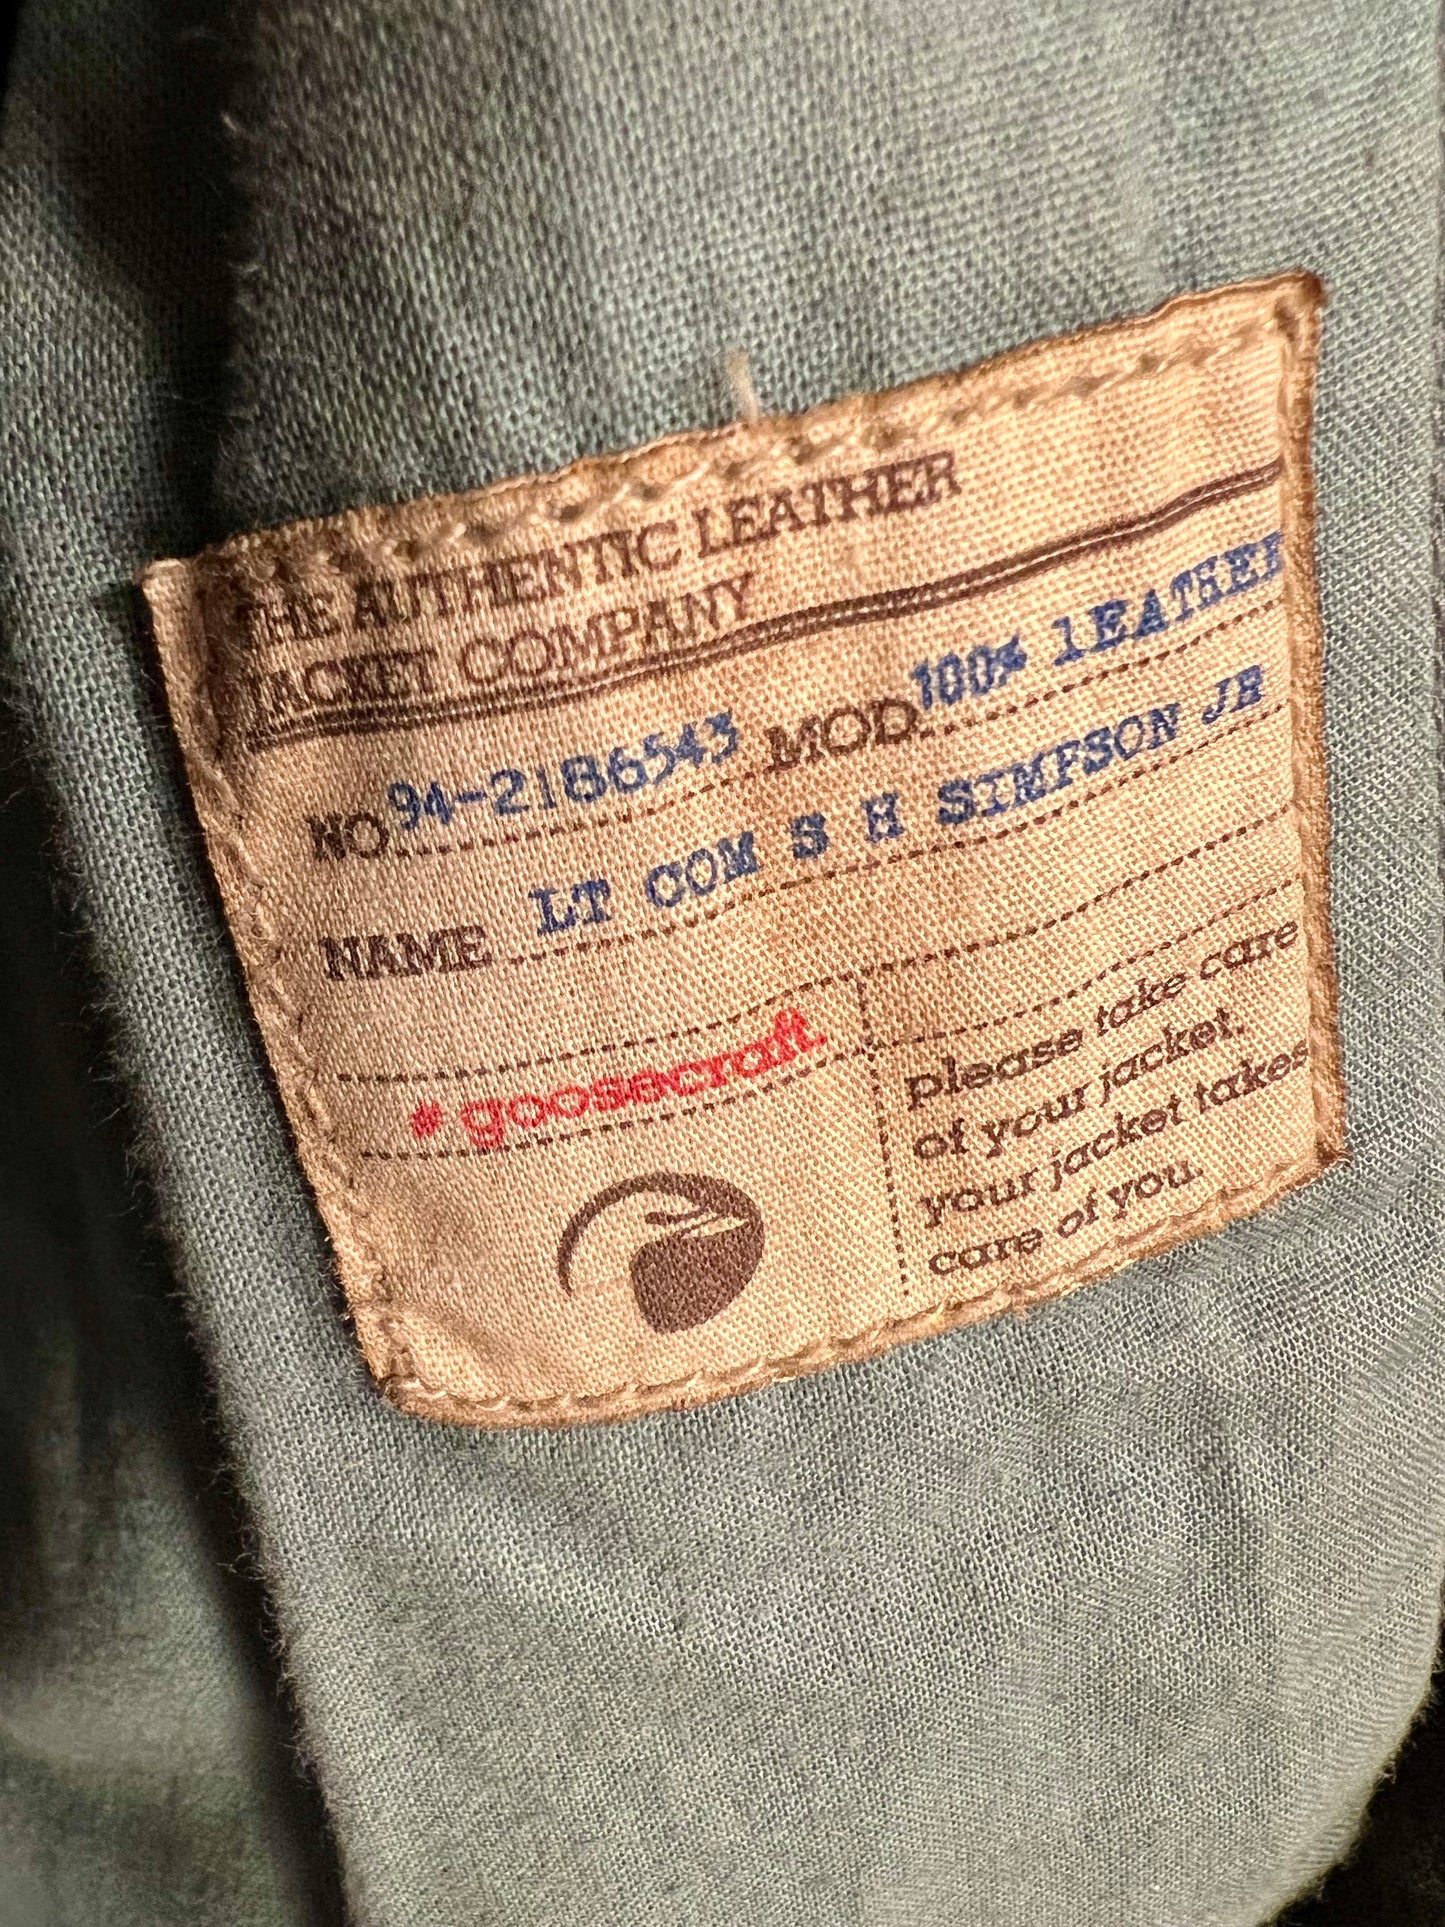 THE AUTHENTIC LEATHER
JACKET COMPANY
NO 94-2186543 MOD. 100% lEATHER
NAME LT COM S H SIMPSON JR
#goosecraft
please take care
of your jacket.
your jacket takes
care of you.